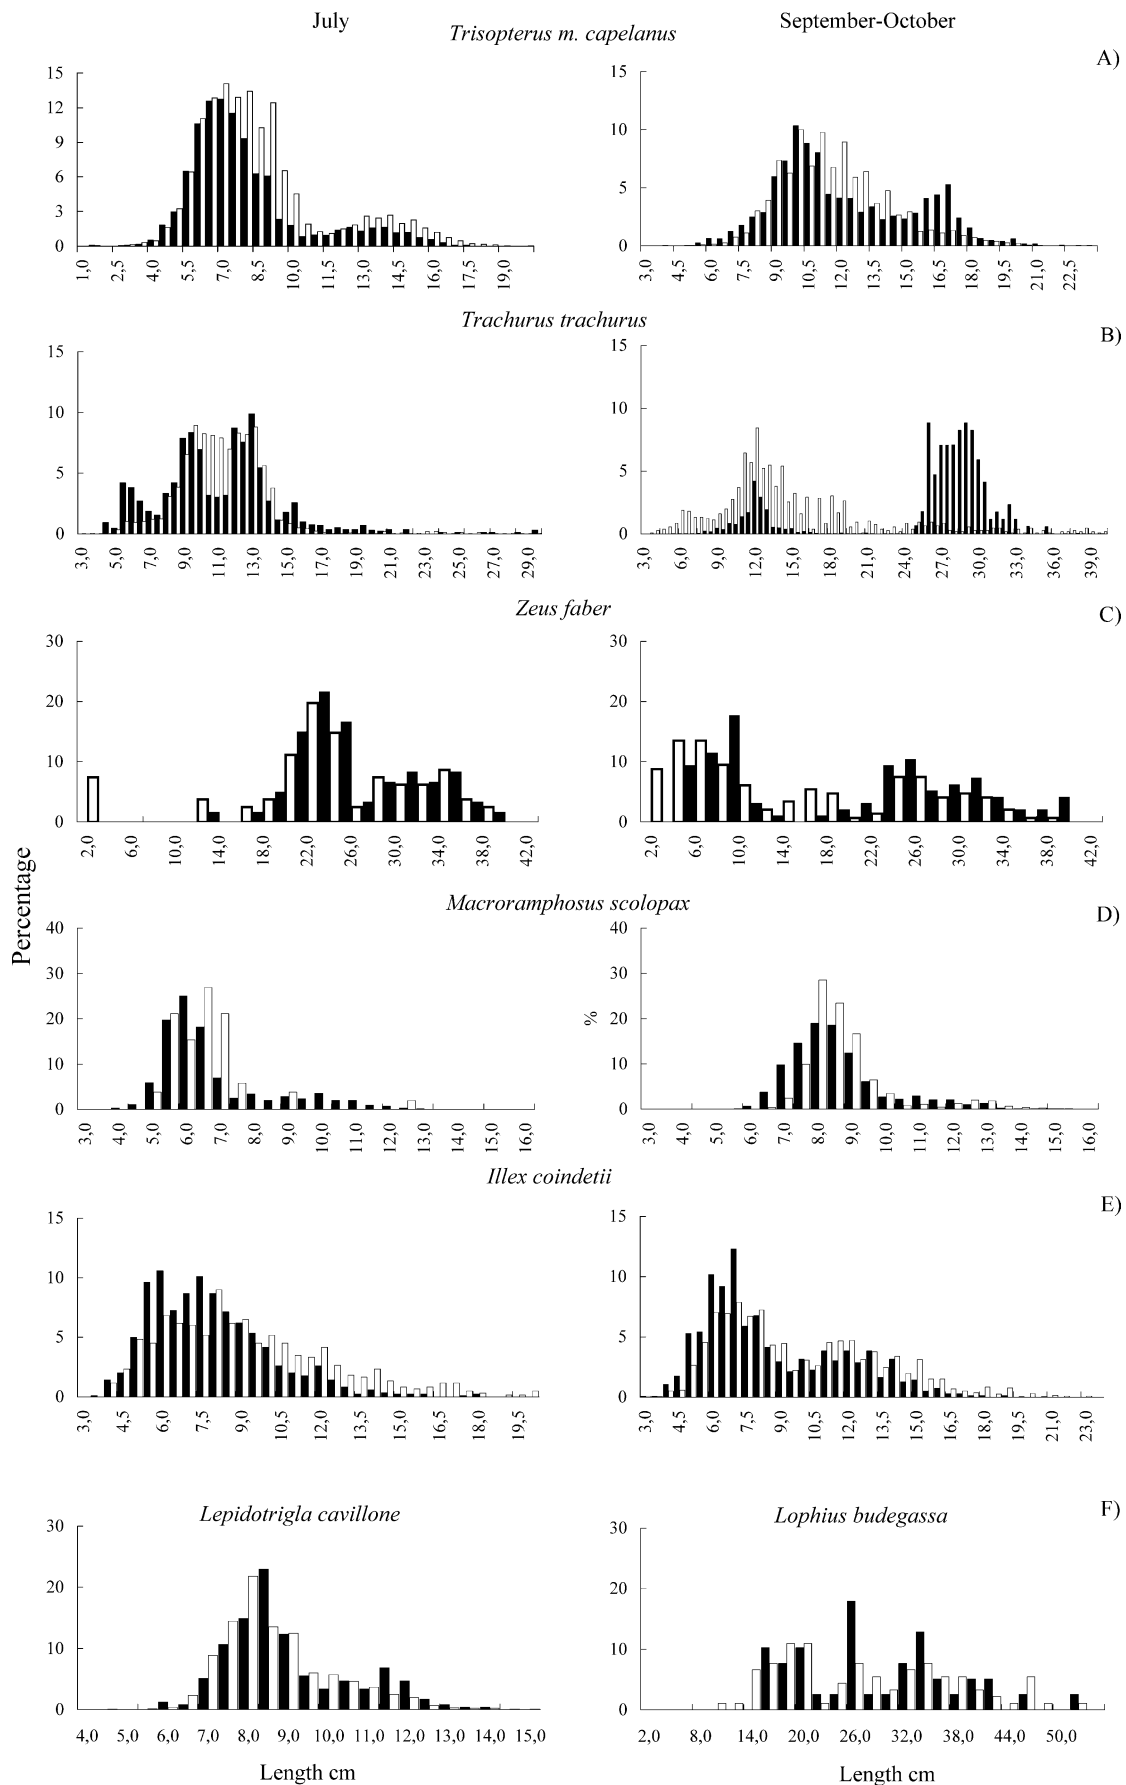 July September-October
Trisopterus m. capelanus
A)
15 12 9 6 3 0
1,0 2,5 4,0 5,5 7,0 8,5 10,0 11,5 13,0 14,5 16,0 17,5 19,0
15 10 5 0
3,0 4,5 6,0 7,5 9,0 10,5 12,0 13,5 15,0 16,5 18,0 19,5 21,0 22,5
Trachurus trachurus
B)
15 10 5 0
3,0 5,0 7,0 9,0 11,0 13,0 15,0 17,0 19,0 21,0 23,0 25,0 27,0 29,0
15 10 5 0
3,0 6,0 9,0 12,0 15,0 18,0 21,0 24,0 27,0 30,0 33,0 36,0 39,0
Zeus faber
C)
30 20 10 0
2,0 6,0 10,0 14,0 18,0 22,0 26,0 30,0 34,0 38,0 42,0
30 20 10 0
2,0 6,0 10,0 14,0 18,0 22,0 26,0 30,0 34,0 38,0 42,0
Percentage
Macroramphosus scolopax
D)
40 30 20 10 0
3,0 4,0 5,0 6,0 7,0 8,0 9,0 10,0 11,0 12,0 13,0 14,0 15,0 16,0
%
40 30 20 10 0
3,0 4,0 5,0 6,0 7,0 8,0 9,0 10,0 11,0 12,0 13,0 14,0 15,0 16,0
Illex coindetii
E)
15 10 5 0
3,0 4,5 6,0 7,5 9,0 10,5 12,0 13,5 15,0 16,5 18,0 19,5
15 10 5 0
3,0 4,5 6,0 7,5 9,0 10,5 12,0 13,5 15,0 16,5 18,0 19,5 21,0 23,0
Lepidotrigla cavillone
Lophius budegassa
F)
30 20 10 0
4,0 5,0 6,0 7,0 8,0 9,0 10,0 11,0 12,0 13,0 14,0 15,0
Length cm
30 20 10 0
2,0 8,0 14,0 20,0 26,0 32,0 38,0 44,0 50,0
Length cm